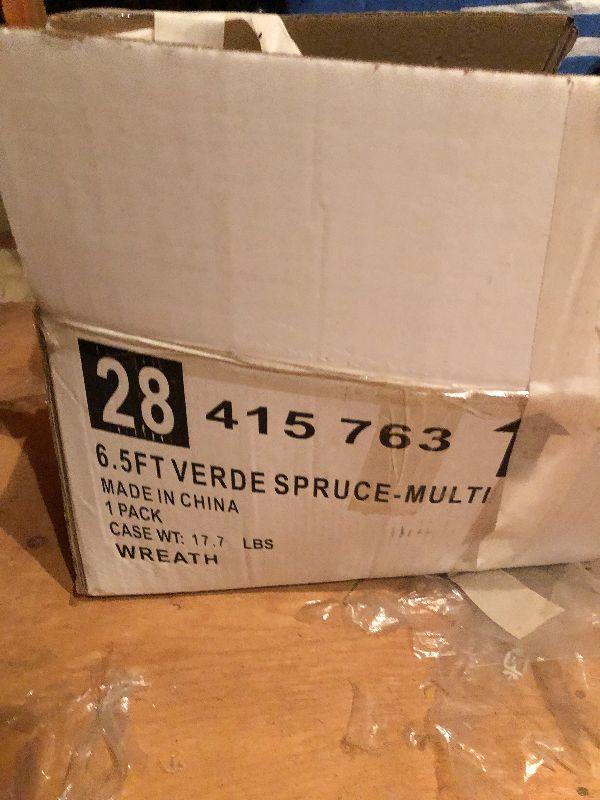 28 415 763
6.5FT VERDE SPRUCE-MULTI
MADE IN CHINA
1 PACK
CASE WT: 17.7 LBS
WREATH